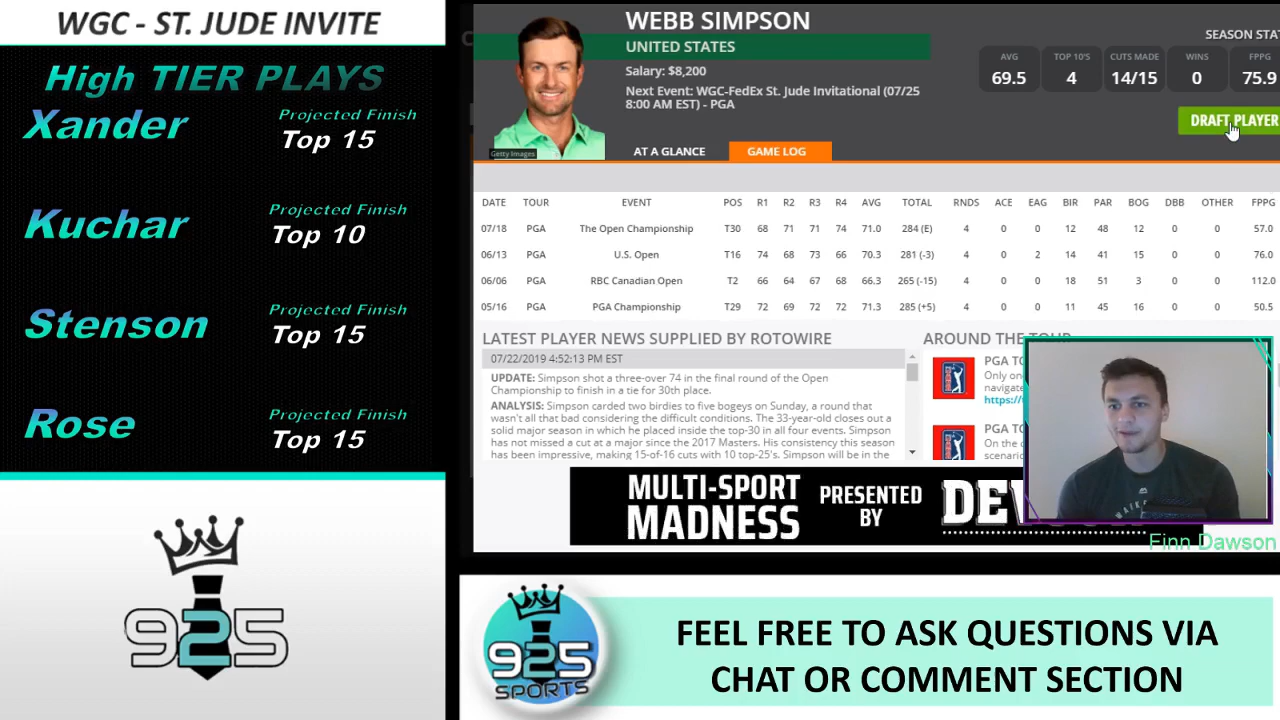 WGC - ST. JUDE INVITE
High TIER PLAYS
Xander
Projected Finish
Top 15
Kuchar
Projected Finish
Top 10
Stenson
Projected Finish
Top 15
Rose
Projected Finish
Top 15
925
WEBB SIMPSON
UNITED STATES
Salary: $8,200
Next Event: WGC-FedEx St. Jude Invitational (07/25
8:00 AM EST) - PGA
Getty Images
SEASON STAT
AVG TOP 10'S CUTS MADE WINS FPPG
69.5 4 14/15 0 75.9
DRAFT PLAYER
AT A GLANCE GAME LOG
DATE TOUR EVENT POS R1 R2 R3 R4 AVG TOTAL RNDS ACE EAG BIR PAR BOG DBB OTHER FPPG
07/18 PGA The Open Championship T30 68 71 71 74 71.0 284 (E) 4 0 0 12 48 12 0 0 57.0
06/13 PGA U.S. Open T16 74 68 73 66 70.3 281 (-3) 4 0 2 14 41 15 0 0 76.0
06/06 PGA RBC Canadian Open T2 66 64 67 68 66.3 265 (-15) 4 0 0 18 51 3 0 0 112.0
05/16 PGA PGA Championship T29 72 69 72 72 71.3 285 (+5) 4 0 0 11 45 16 0 0 50.5
LATEST PLAYER NEWS SUPPLIED BY ROTOWIRE
07/22/2019 4:52:13 PM EST
UPDATE: Simpson shot a three-over 74 in the final round of the Open
Championship to finish in a tie for 30th place.
ANALYSIS: Simpson carded two birdies to five bogeys on Sunday, a round that
wasn't all that bad considering the difficult conditions. The 33-year-old closes out a
solid major season in which he placed inside the top-30 in all four events. Simpson
has not missed a cut at a major since the 2017 Masters. His consistency this season
has been impressive, making 15-of-16 cuts with 10 top-25's. Simpson will be in the
AROUND THE TOUR
PGA TO
Only on
navigate
https://
PGA TO
On the c
scenario
MULTI-SPORT
MADNESS
PRESENTED
BY
Finn Dawson
925
SPORTS
FEEL FREE TO ASK QUESTIONS VIA
CHAT OR COMMENT SECTION